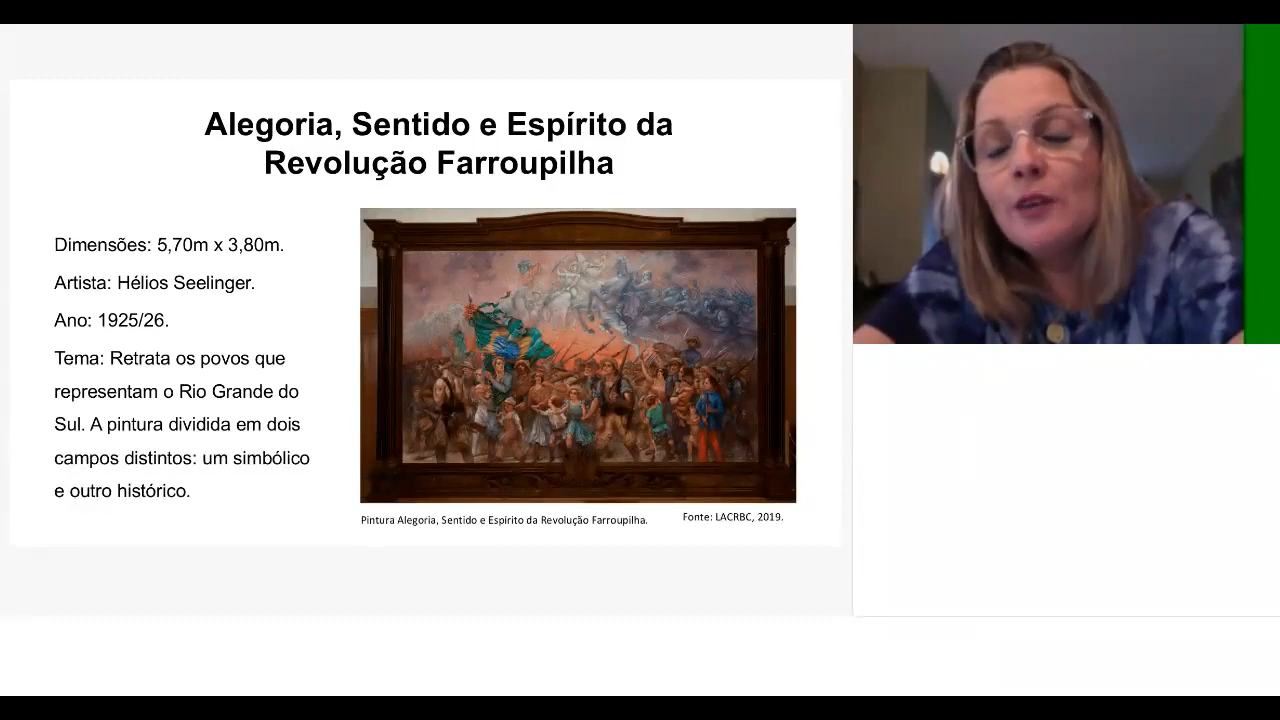 Alegoria, Sentido e Espírito da
Revolução Farroupilha
Dimensões: 5,70m x 3,80m.
Artista: Hélios Seelinger.
Ano: 1925/26.
Tema: Retrata os povos que
representam o Rio Grande do
Sul. A pintura dividida em dois
campos distintos: um simbólico
e outro histórico.
Pintura Alegoria, Sentido e Espírito da Revolução Farroupilha.
Fonte: LACRBC, 2019.